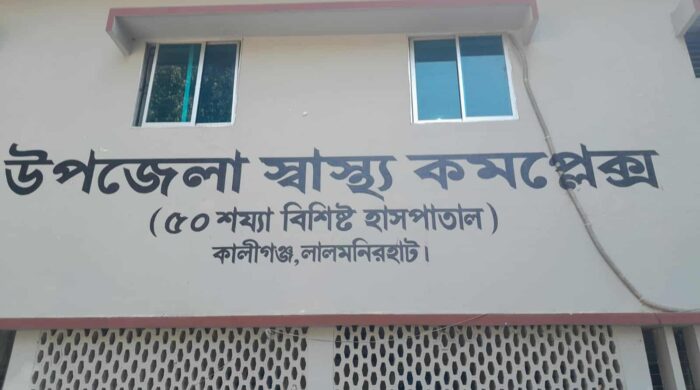 উপজেলা স্বাস্থ্য কমপ্লেক্স
(৫০ শয্যা বিশিষ্ট হাসপাতাল)
কালীগঞ্জ,লালমনিরহাট।